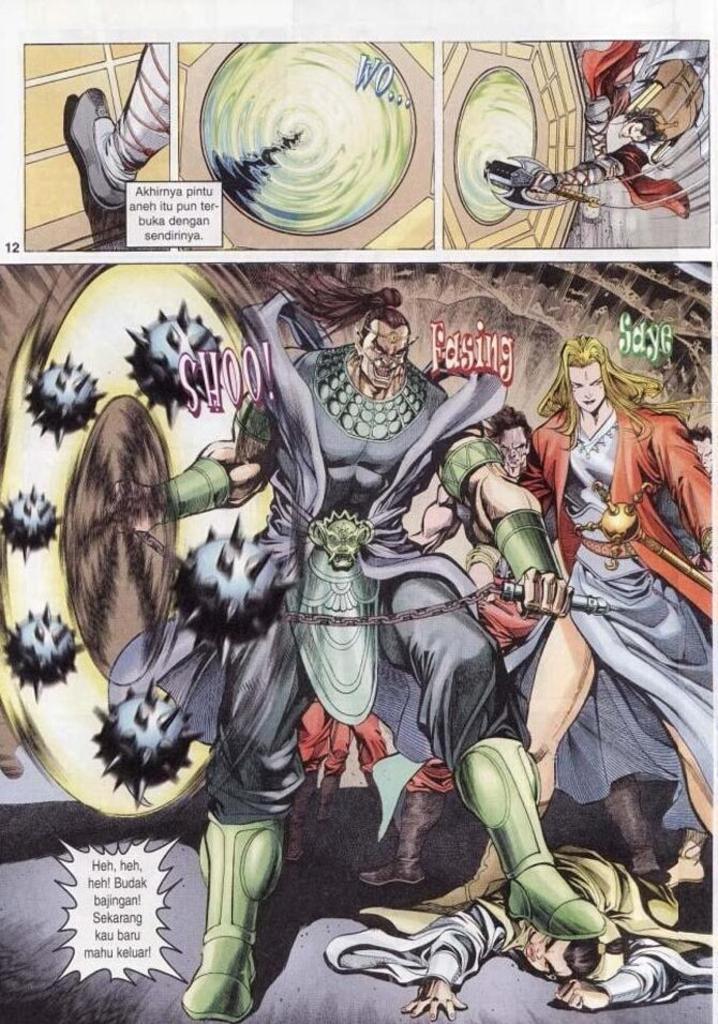 WO...
Akhirnya pintu
aneh itu pun ter-
buka dengan
sendirinya.
12
SHOO!
Fasing
Saye
Heh, heh,
heh! Budak
bajingan!
Sekarang
kau baru
mahu keluar!